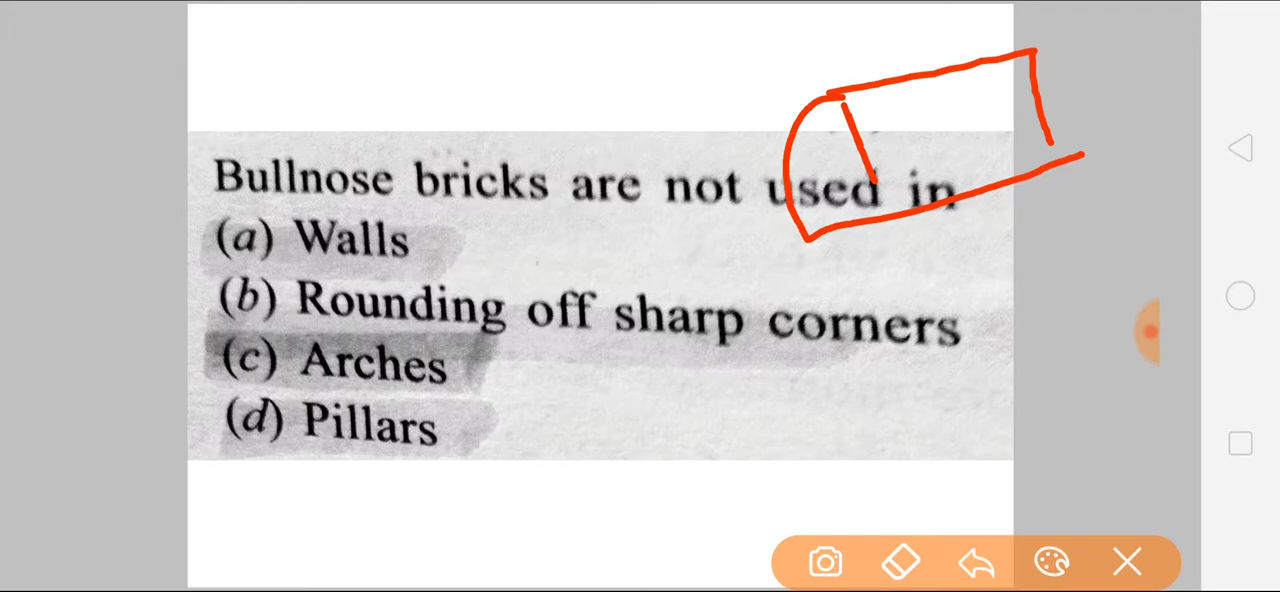 Bullnose bricks are not used in
(a) Walls
(b) Rounding off sharp corners
(c) Arches
(d) Pillars